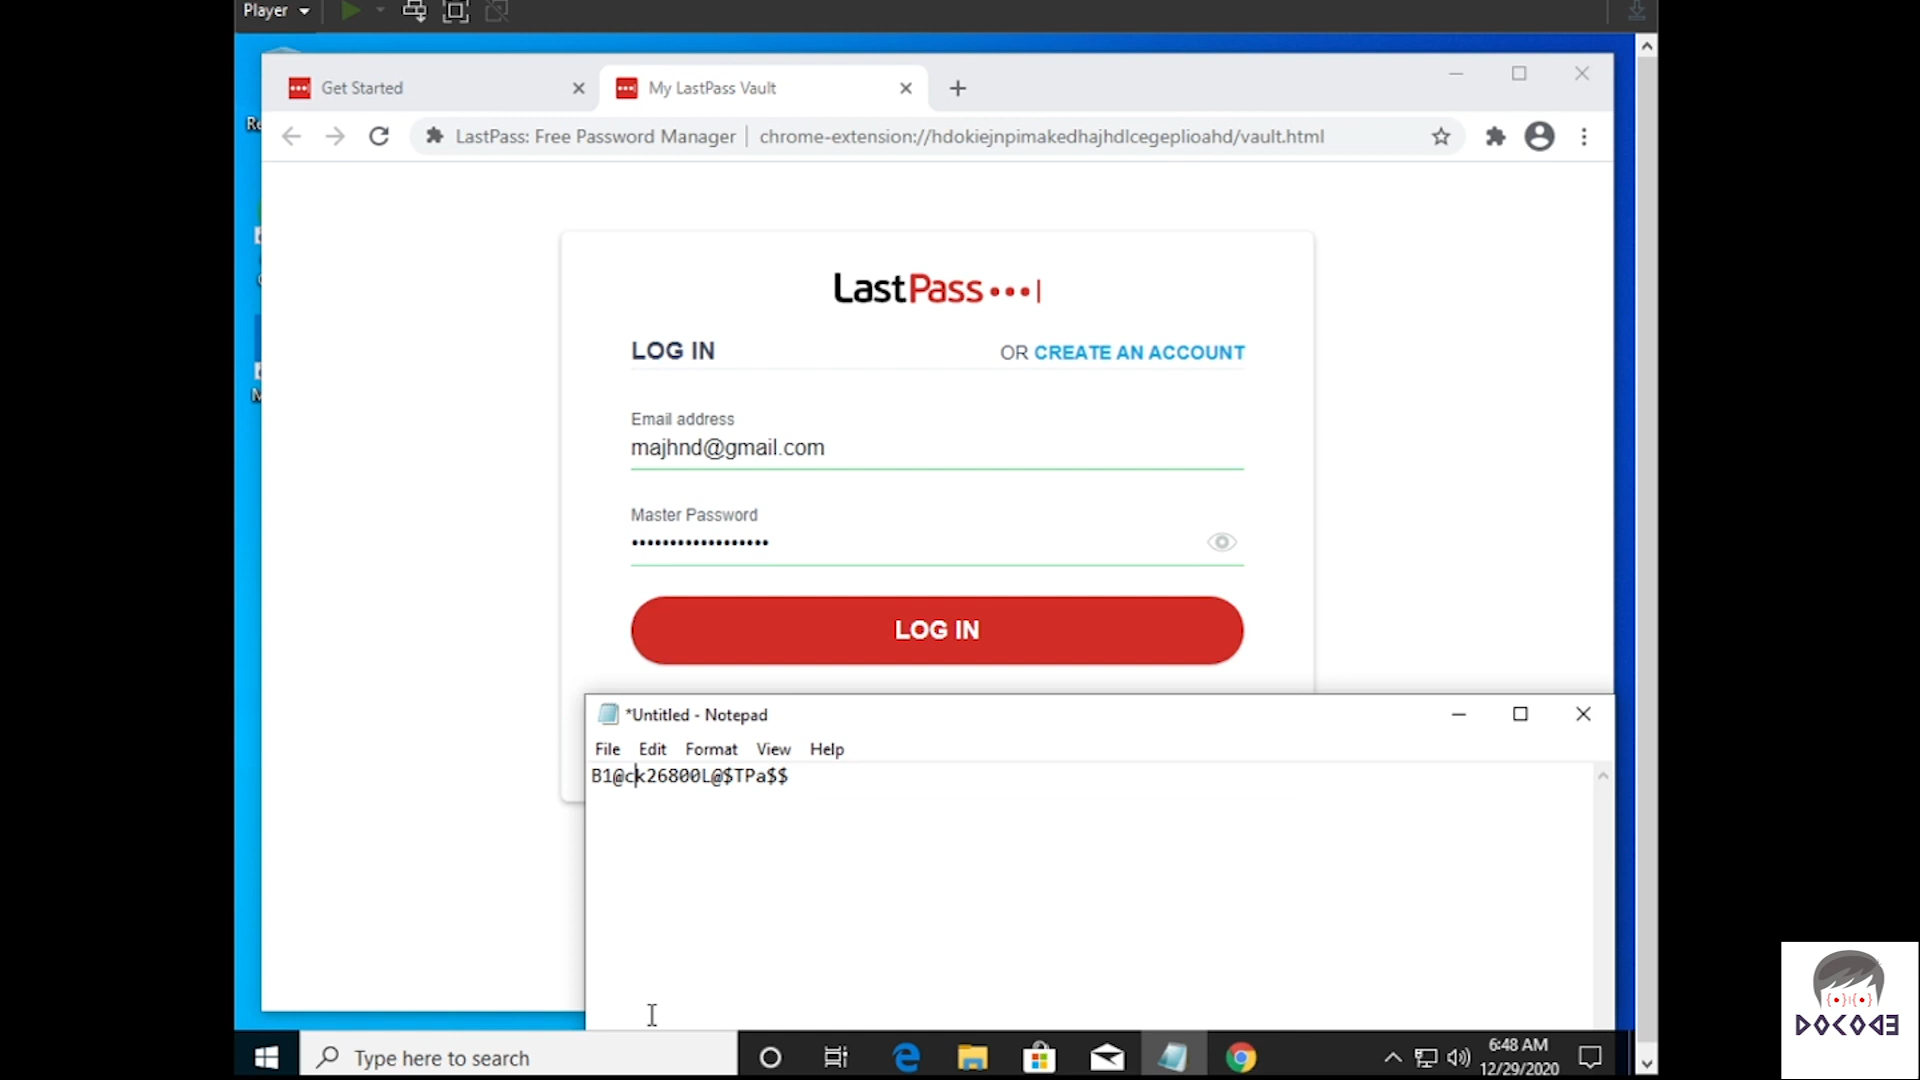 Player
Get Started
My LastPass Vault
LastPass: Free Password Manager | chrome-extension://hdokiejnpimakedhajhdlcegeplioahd/vault.html
LastPass
LOG IN
OR CREATE AN ACCOUNT
Email address
majhnd@gmail.com
Master Password
••••••••••••••••••
LOG IN
*Untitled - Notepad
File Edit Format View Help
B1@ck26800L@$TPa$$
Type here to search
6:48 AM
12/29/2020